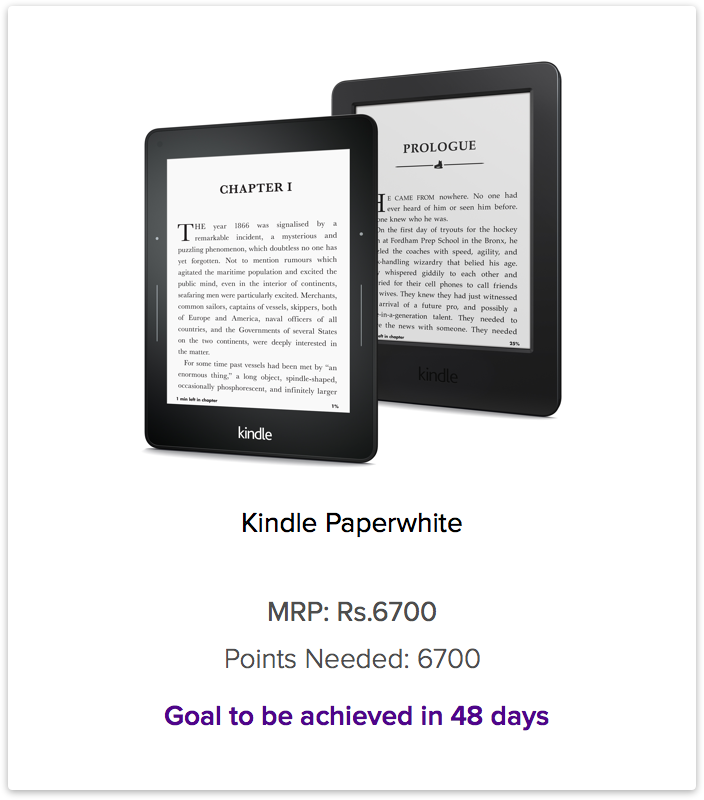 CHAPTER I
THE year 1866 was signalised by a
remarkable incident, a mysterious and
puzzling phenomenon, which doubtless no one has
yet forgotten. Not to mention rumours which
agitated the maritime population and excited the
public mind, even in the interior of continents,
seafaring men were particularly excited. Merchants,
common sailors, captains of vessels, skippers, both
of Europe and America, naval officers of all
countries, and the Governments of several States
on the two continents, were deeply interested in
the matter.
For some time past vessels had been met by “an
enormous thing,” a long object, spindle-shaped,
occasionally phosphorescent, and infinitely larger
1 min left in chapter 1%
kindle
PROLOGUE
HE CAME FROM nowhere. No one had
ever heard of him or seen him before.
one knew who he was.
On the first day of tryouts for the hockey
at Fordham Prep School in the Bronx, he
the coaches with speed, agility, and
-handling wizardry that belied his age.
whispered giddily to each other and
for their cell phones to call friends
wives. They knew they had just witnessed
arrival of a future pro, and possibly a
-in-a-generation talent. They needed to
the news with someone. They needed
left in chapter 25%
kindle
Kindle Paperwhite
MRP: Rs.6700
Points Needed: 6700
Goal to be achieved in 48 days